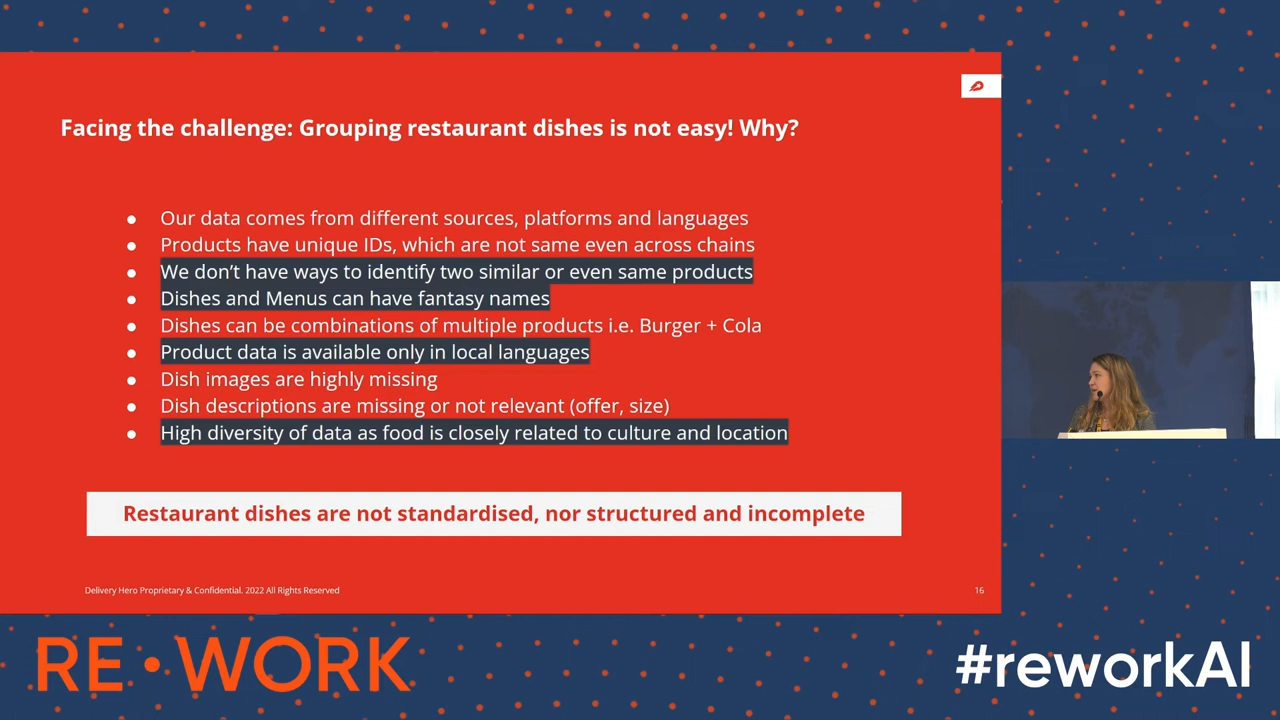 Facing the challenge: Grouping restaurant dishes is not easy! Why?
● Our data comes from different sources, platforms and languages
● Products have unique IDs, which are not same even across chains
● We don’t have ways to identify two similar or even same products
● Dishes and Menus can have fantasy names
● Dishes can be combinations of multiple products i.e. Burger + Cola
● Product data is available only in local languages
● Dish images are highly missing
● Dish descriptions are missing or not relevant (offer, size)
● High diversity of data as food is closely related to culture and location
Restaurant dishes are not standardised, nor structured and incomplete
Delivery Hero Proprietary & Confidential. 2022 All Rights Reserved
16
RE•WORK
#reworkAI